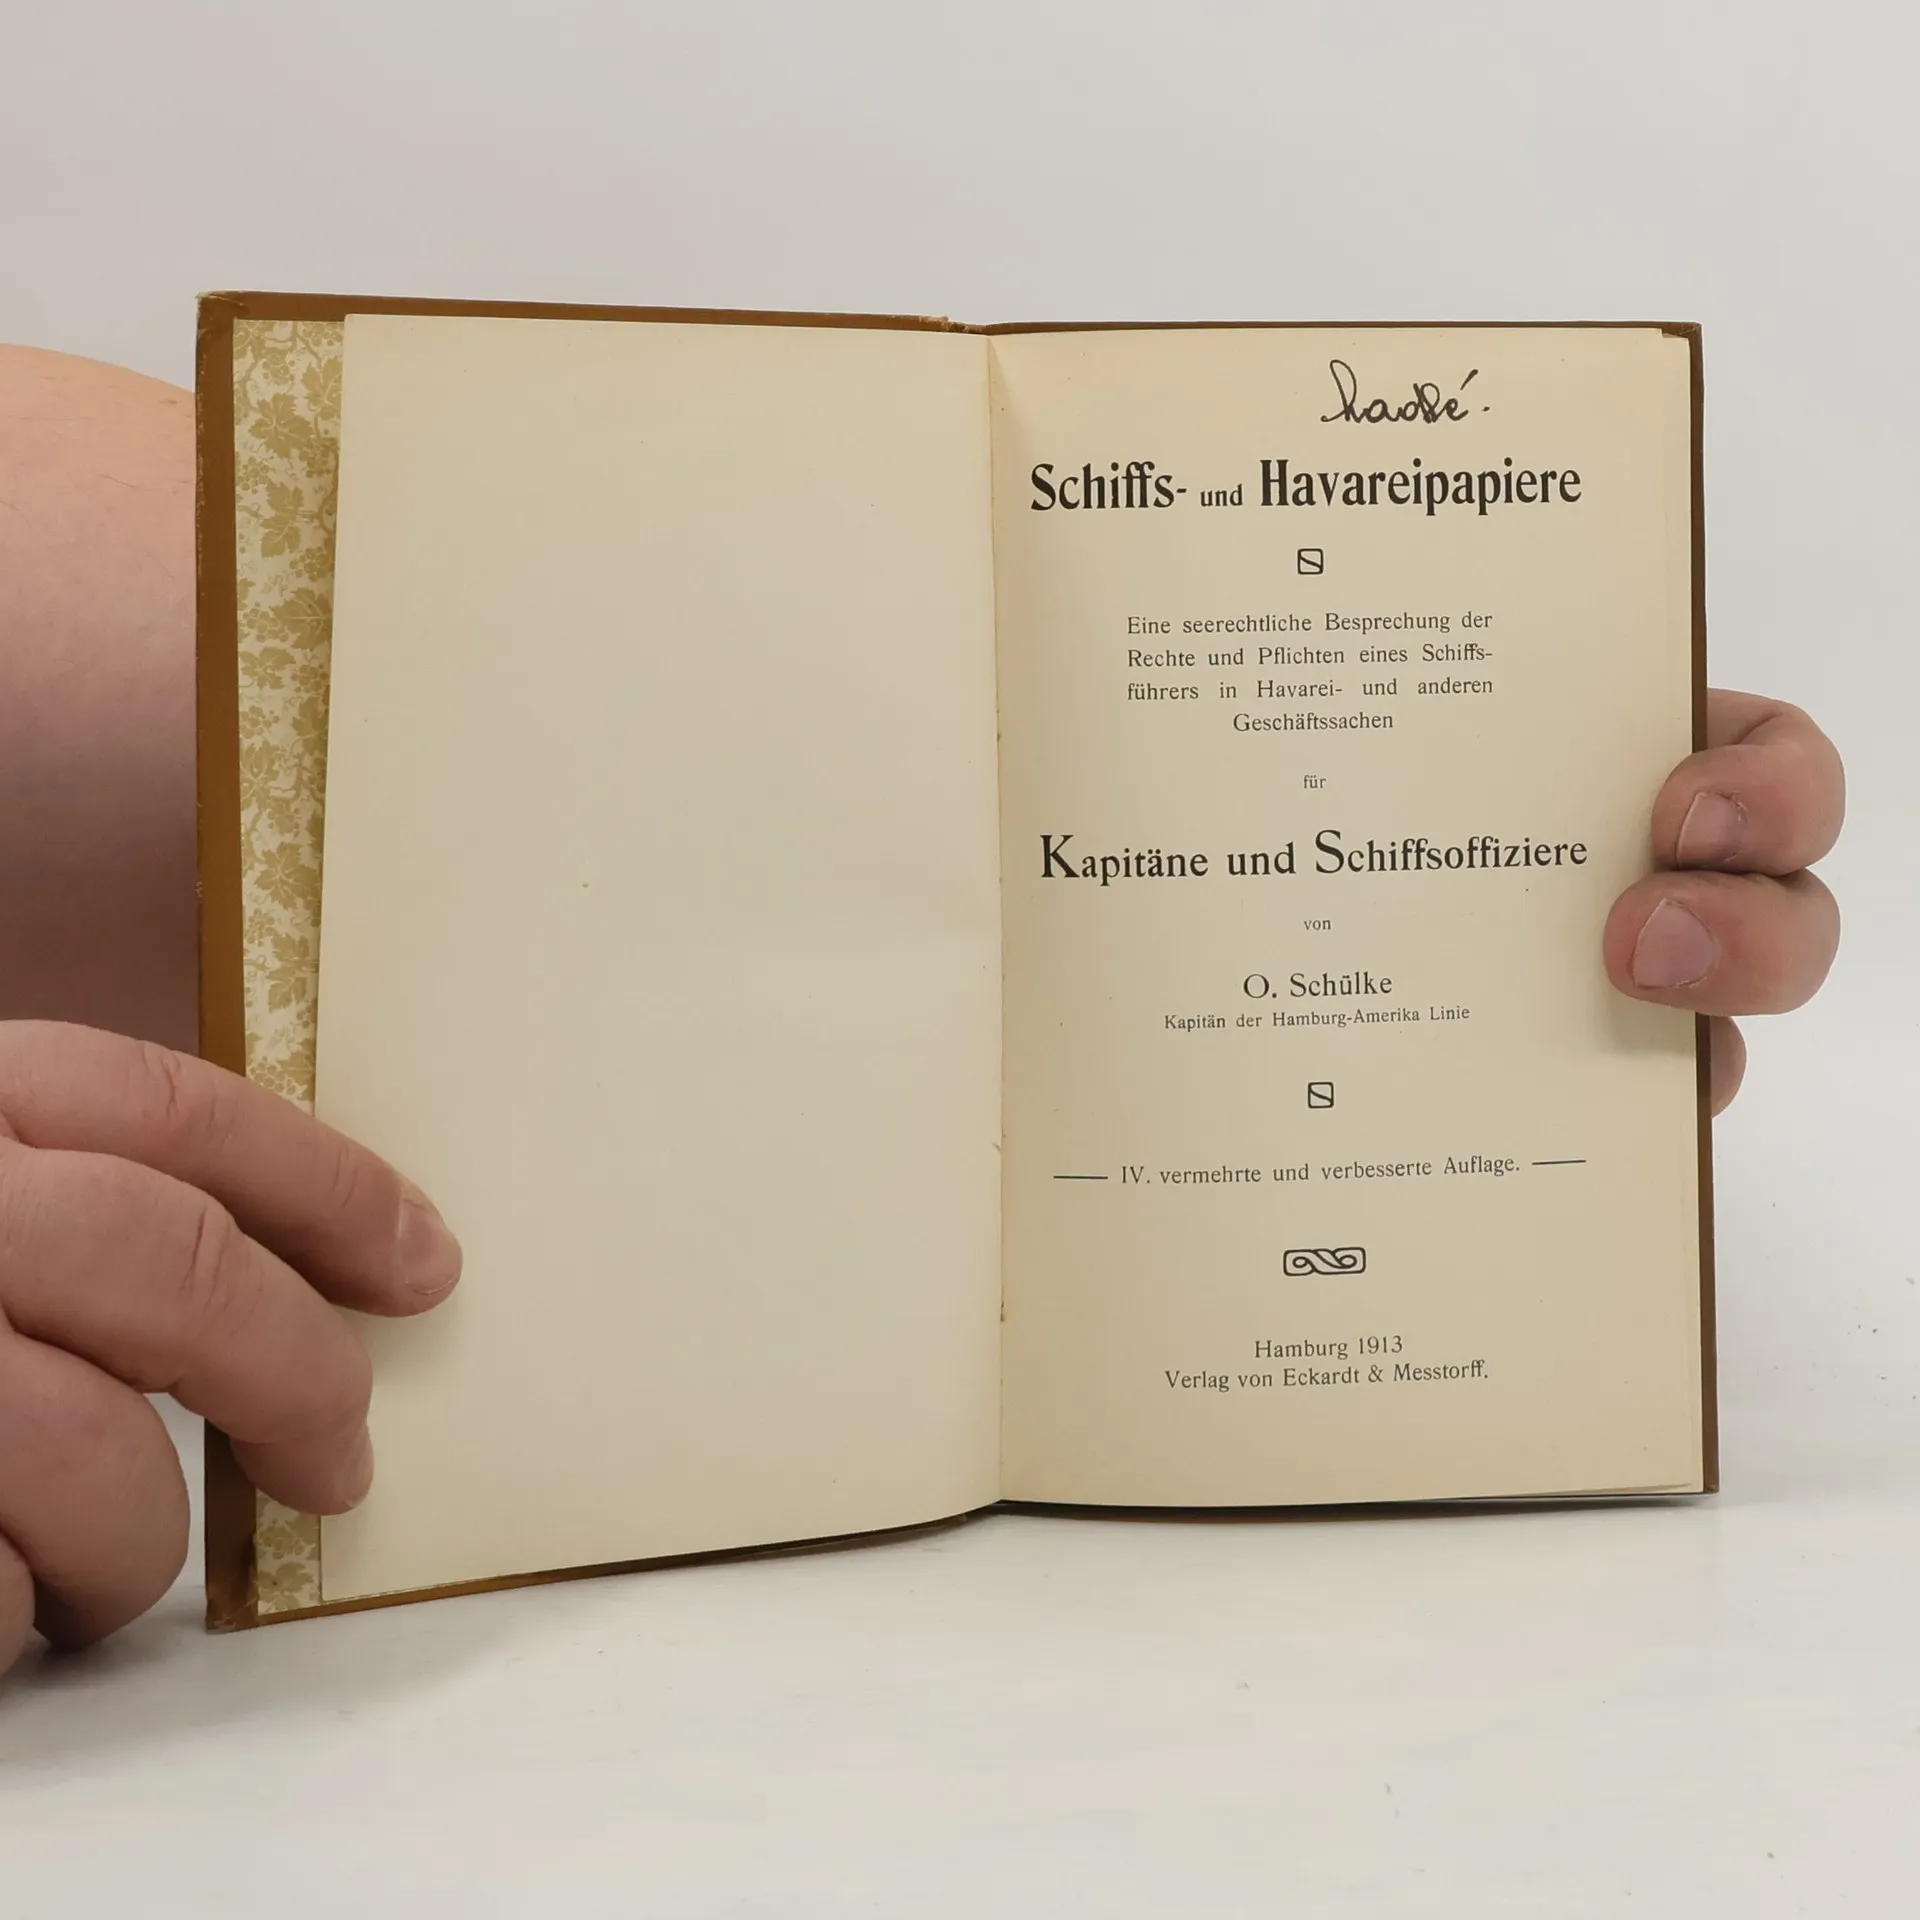 Schiffs- und Havareipapiere
Eine seerechtliche Besprechung der
Rechte und Pflichten eines Schiffs-
führers in Havarei- und anderen
Geschäftssachen
für
Kapitäne und Schiffsoffiziere
von
O. Schülke
Kapitän der Hamburg-Amerika Linie
IV. vermehrte und verbesserte Auflage.
Hamburg 1913
Verlag von Eckardt & Messtorff.